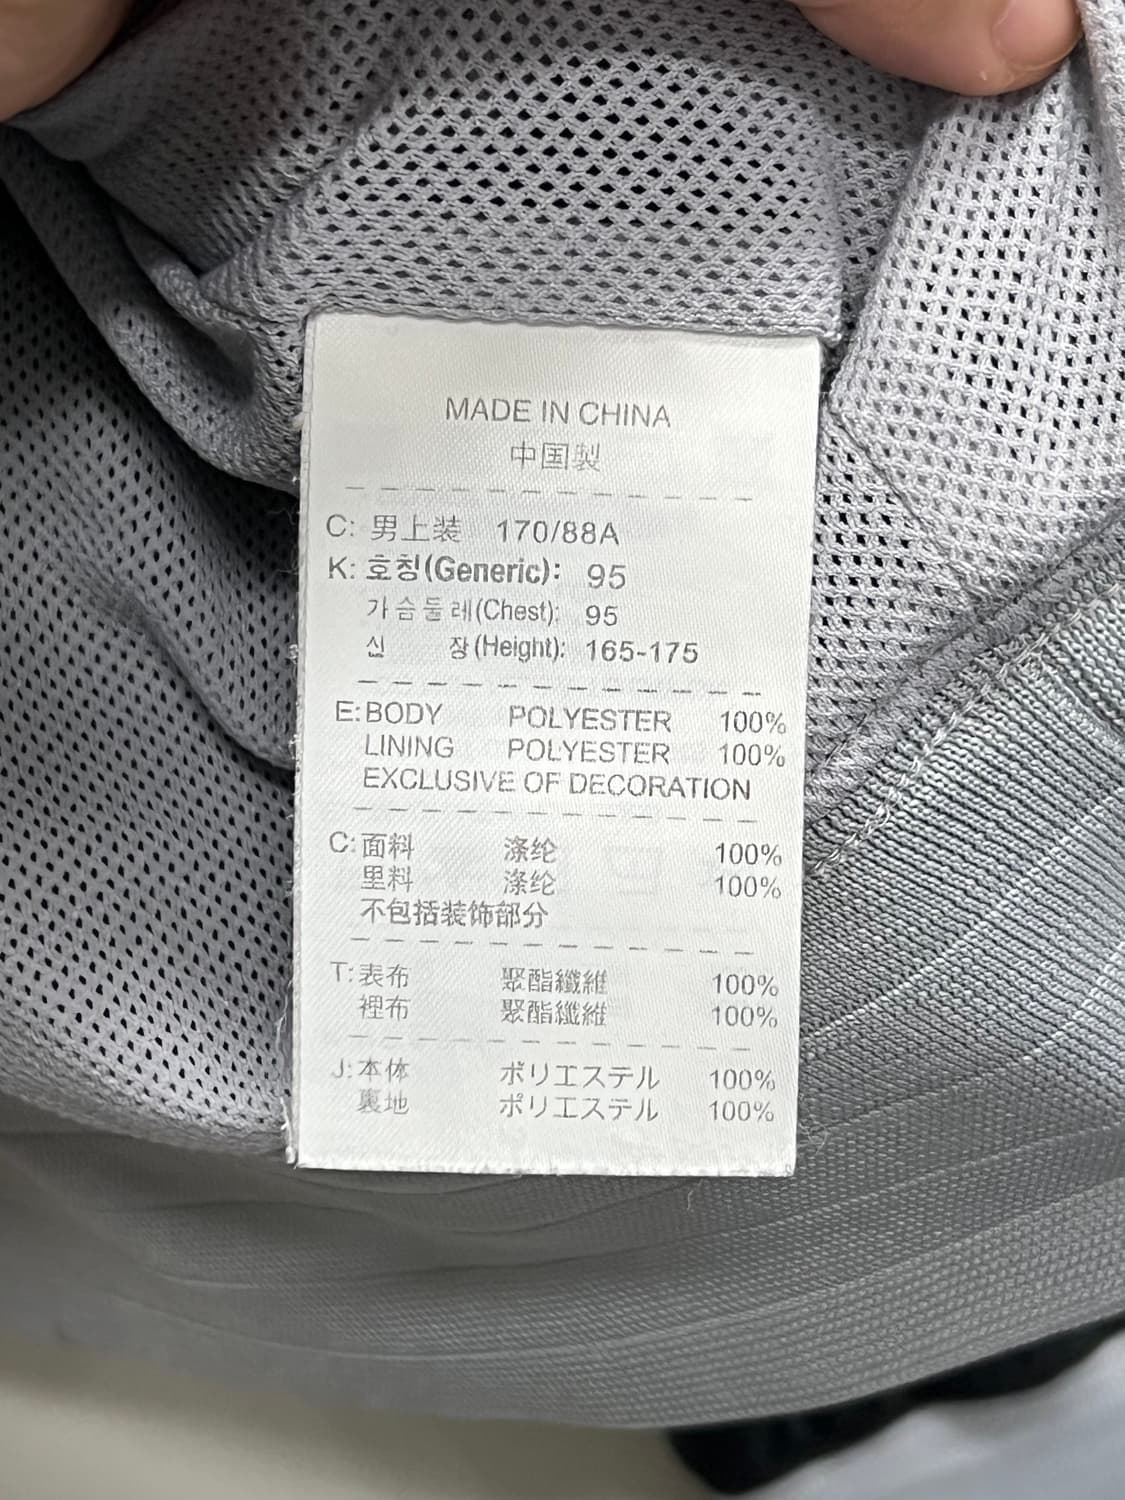 MADE IN CHINA
中国製
C: 男上装 170/88A
K: 호칭(Generic): 95
가슴둘레(Chest): 95
신 장(Height): 165-175
E: BODY POLYESTER 100%
LINING POLYESTER 100%
EXCLUSIVE OF DECORATION
C: 面料 涤纶 100%
里料 涤纶 100%
不包括装饰部分
T: 表布 聚酯纖維 100%
裡布 聚酯纖維 100%
J: 本体 ポリエステル 100%
裏地 ポリエステル 100%